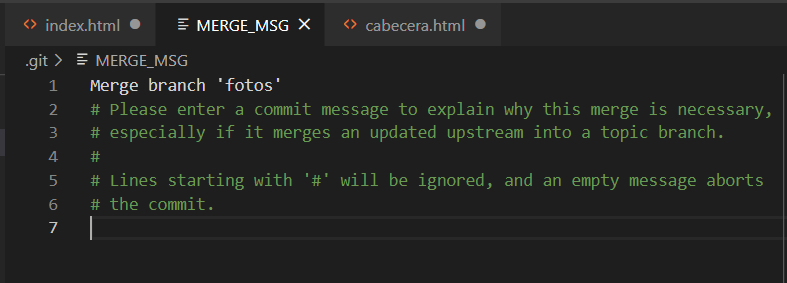 index.html
MERGE_MSG
cabecera.html
.git > MERGE_MSG
1 Merge branch 'fotos'
2 # Please enter a commit message to explain why this merge is necessary,
3 # especially if it merges an updated upstream into a topic branch.
4 #
5 # Lines starting with '#' will be ignored, and an empty message aborts
6 # the commit.
7